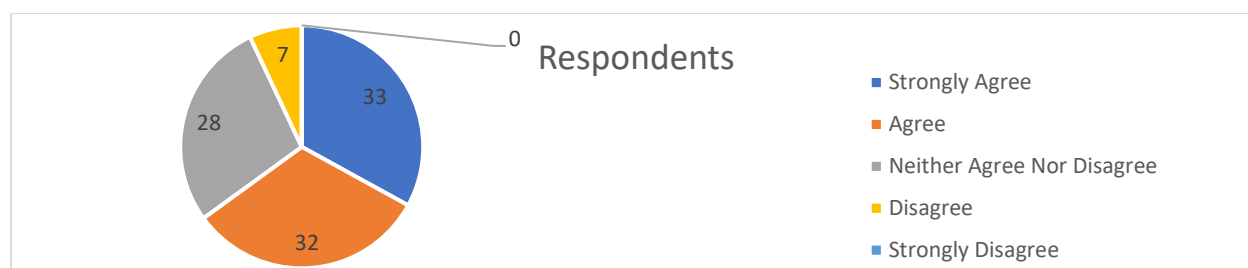 0
Respondents
7
33
28
32
Strongly Agree
Agree
Neither Agree Nor Disagree
Disagree
Strongly Disagree